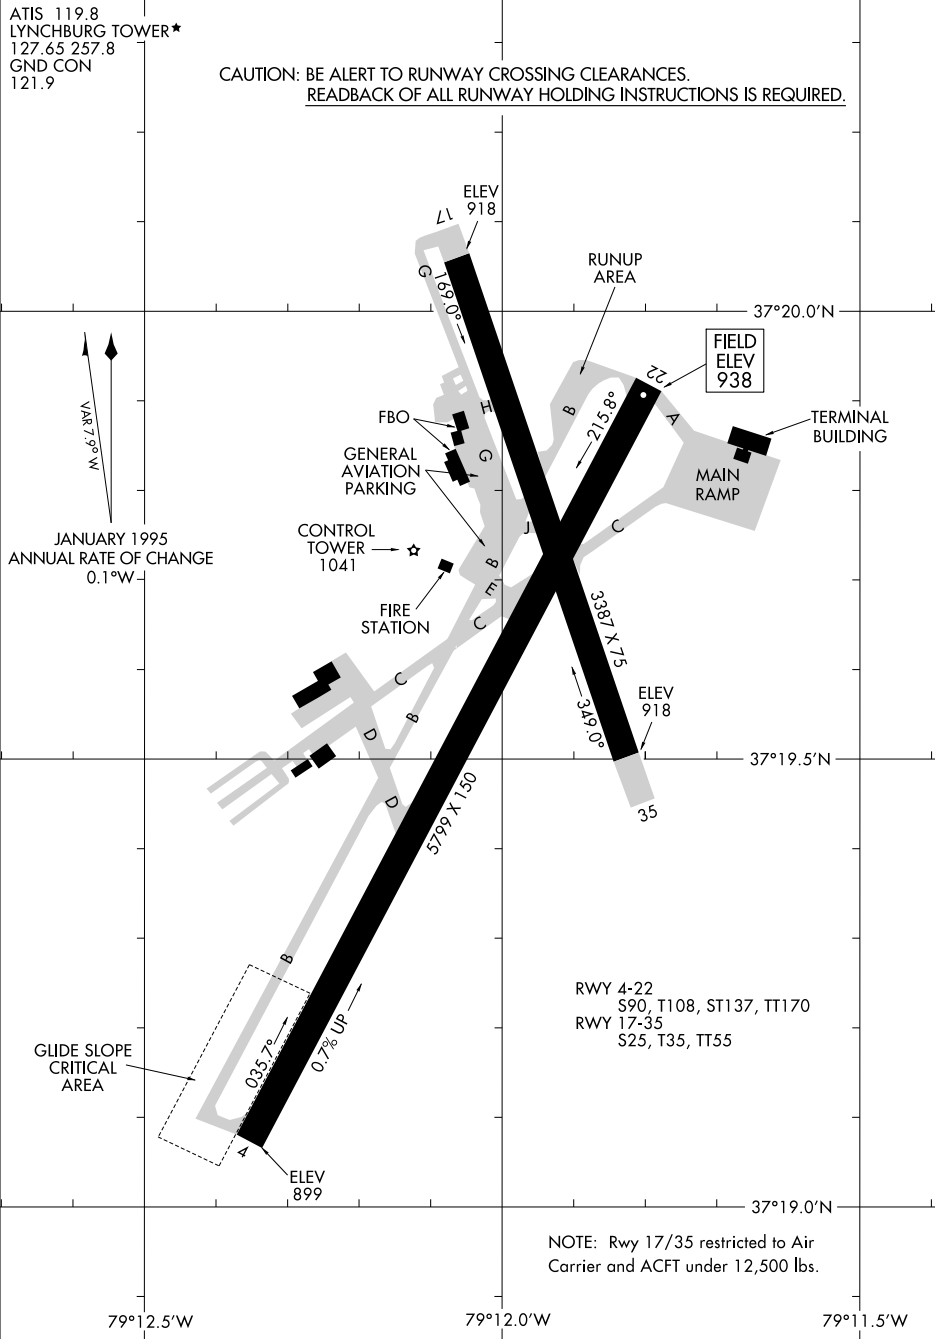 ATIS 119.8
LYNCHBURG TOWER★
127.65 257.8
GND CON
121.9
CAUTION: BE ALERT TO RUNWAY CROSSING CLEARANCES.
READBACK OF ALL RUNWAY HOLDING INSTRUCTIONS IS REQUIRED.
ELEV
918
17
G
169.0°
RUNUP
AREA
37°20.0'N
FIELD
ELEV
938
22
VAR 7.9° W
JANUARY 1995
ANNUAL RATE OF CHANGE
0.1°W
FBO
H
G
B
215.8°
A
TERMINAL
BUILDING
MAIN
RAMP
GENERAL
AVIATION
PARKING
CONTROL
TOWER
1041
J
C
B
E
C
FIRE
STATION
3387 X 75
ELEV
918
349.0°
C
B
D
37°19.5'N
D
5799 X 150
35
B
RWY 4-22
S90, T108, ST137, TT170
RWY 17-35
S25, T35, TT55
GLIDE SLOPE
CRITICAL
AREA
035.7°
0.7% UP
4
ELEV
899
37°19.0'N
NOTE: Rwy 17/35 restricted to Air
Carrier and ACFT under 12,500 lbs.
79°12.5'W
79°12.0'W
79°11.5'W